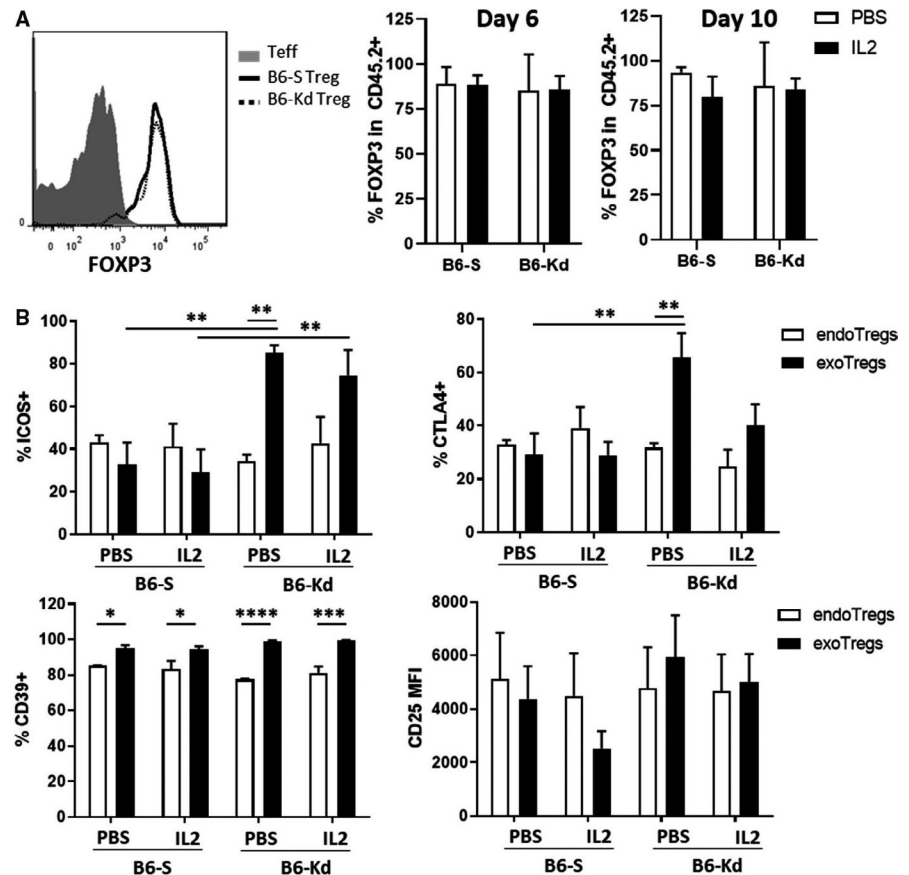 A
Teff
B6-S Treg
B6-Kd Treg
0
0 10² 10³ 10⁴ 10⁵
FOXP3
Day 6
% FOXP3 in CD45.2+
125
100
75
50
25
0
B6-S B6-Kd
Day 10
% FOXP3 in CD45.2+
125
100
75
50
25
0
B6-S B6-Kd
PBS
IL2
B
%ICOS+
100
80
60
40
20
0
** ** **
PBS IL2 PBS IL2
B6-S B6-Kd
% CTLA4+
80
60
40
20
0
** **
PBS IL2 PBS IL2
B6-S B6-Kd
endoTregs
exoTregs
% CD39+
120
100
80
60
40
20
0
* * **** ***
PBS IL2 PBS IL2
B6-S B6-Kd
CD25 MFI
8000
6000
4000
2000
0
PBS IL2 PBS IL2
B6-S B6-Kd
endoTregs
exoTregs